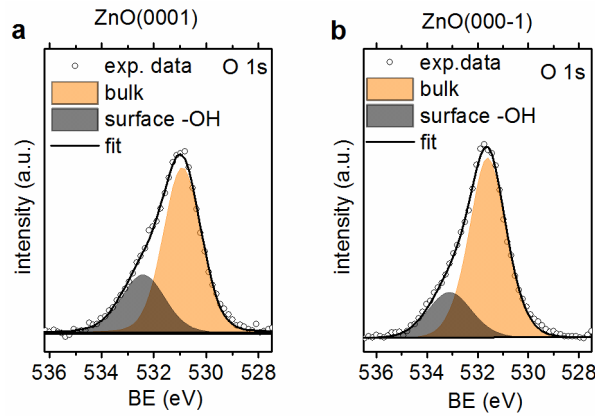 ZnO(0001)
a
exp. data
O 1s
bulk
surface -OH
fit
intensity (a.u.)
536 534 532 530 528
BE (eV)
ZnO(000-1)
b
exp.data
O 1s
bulk
surface -OH
fit
intensity (a.u.)
536 534 532 530 528
BE (eV)